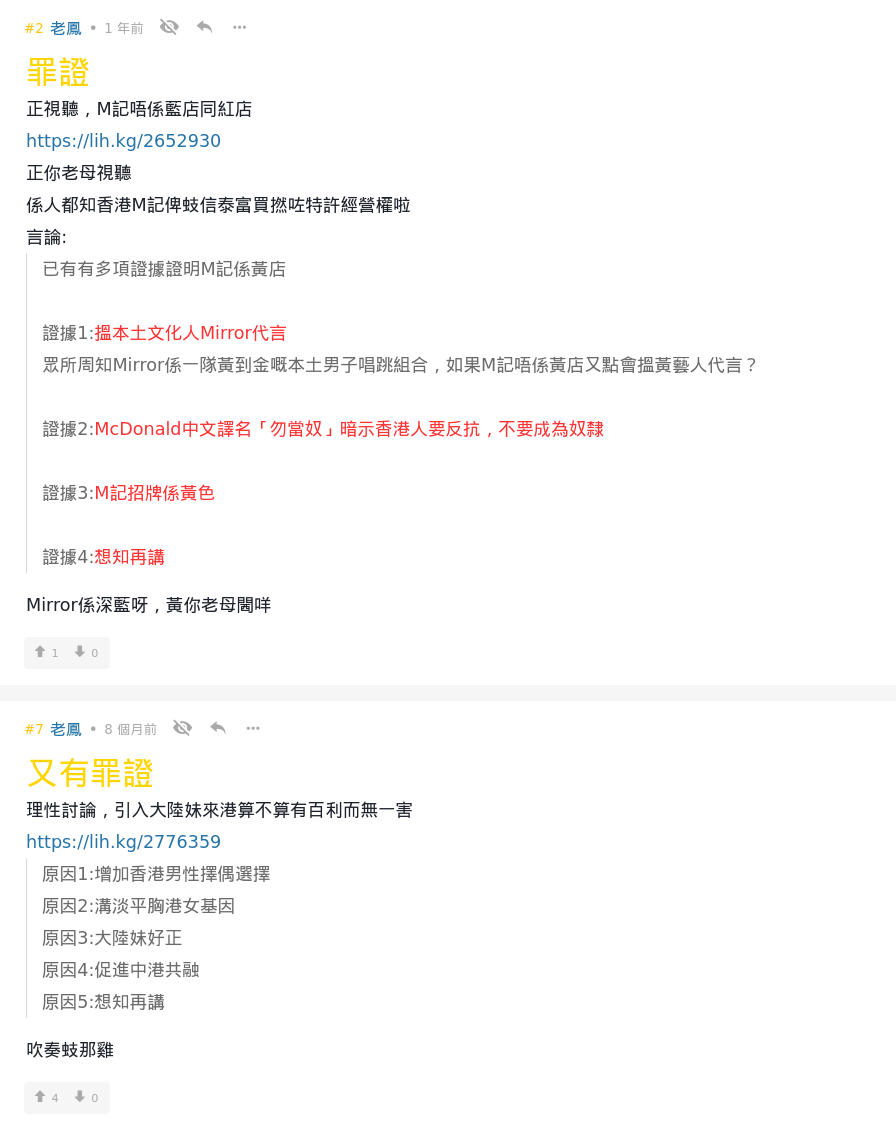 #2 老鳳 • 1 年前
罪證
正視聽，M記唔係藍店同紅店
https://lih.kg/2652930
正你老母視聽
係人都知香港M記俾蚑信泰富買撚咗特許經營權啦
言論:
已有有多項證據證明M記係黃店
證據1:搵本土文化人Mirror代言
眾所周知Mirror係一隊黃到金嘅本土男子唱跳組合，如果M記唔係黃店又點會搵黃藝人代言？
證據2:McDonald中文譯名「勿當奴」暗示香港人要反抗，不要成為奴隸
證據3:M記招牌係黃色
證據4:想知再講
Mirror係深藍呀，黃你老母閪咩
1 0
#7 老鳳 • 8 個月前
又有罪證
理性討論，引入大陸妹來港算不算有百利而無一害
https://lih.kg/2776359
原因1:增加香港男性擇偶選擇
原因2:溝淡平胸港女基因
原因3:大陸妹好正
原因4:促進中港共融
原因5:想知再講
吹奏蚑那雞
4 0